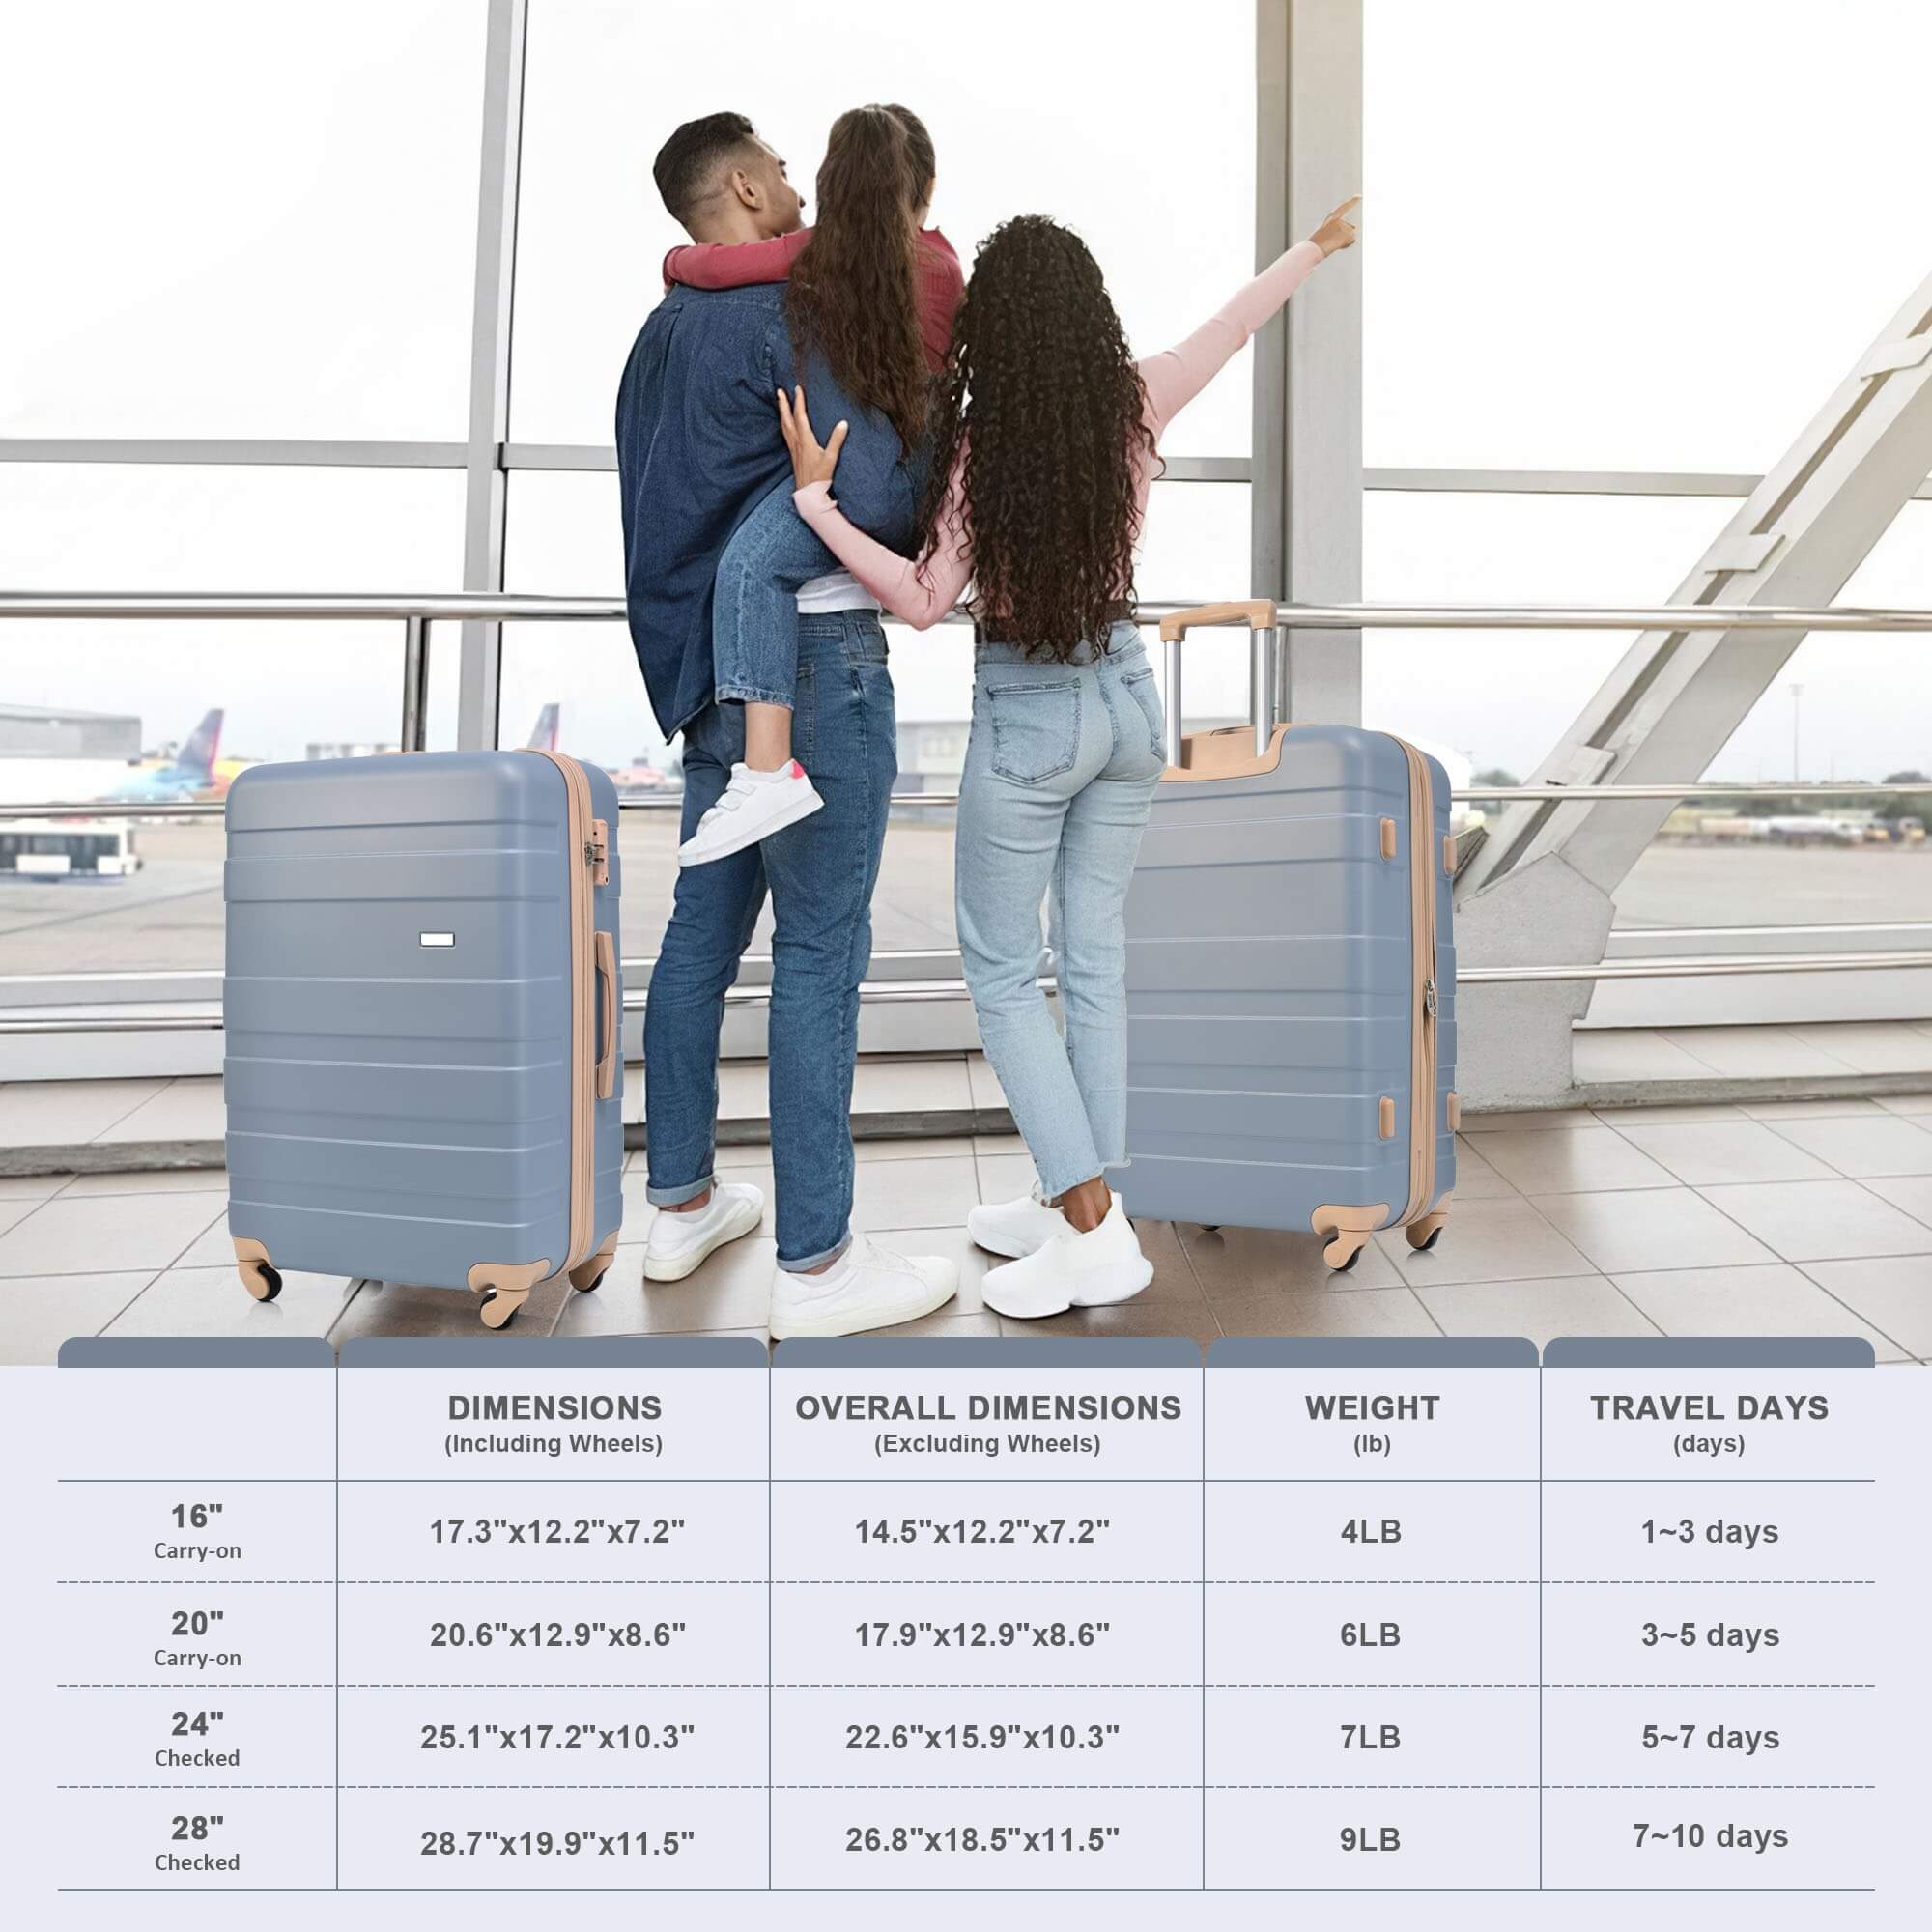 DIMENSIONS
(Including Wheels)
OVERALL DIMENSIONS
(Excluding Wheels)
WEIGHT
(lb)
TRAVEL DAYS
(days)
16"
Carry-on
17.3"x12.2"x7.2"
14.5"x12.2"x7.2"
4LB
1~3 days
20"
Carry-on
20.6"x12.9"x8.6"
17.9"x12.9"x8.6"
6LB
3~5 days
24"
Checked
25.1"x17.2"x10.3"
22.6"x15.9"x10.3"
7LB
5~7 days
28"
Checked
28.7"x19.9"x11.5"
26.8"x18.5"x11.5"
9LB
7~10 days